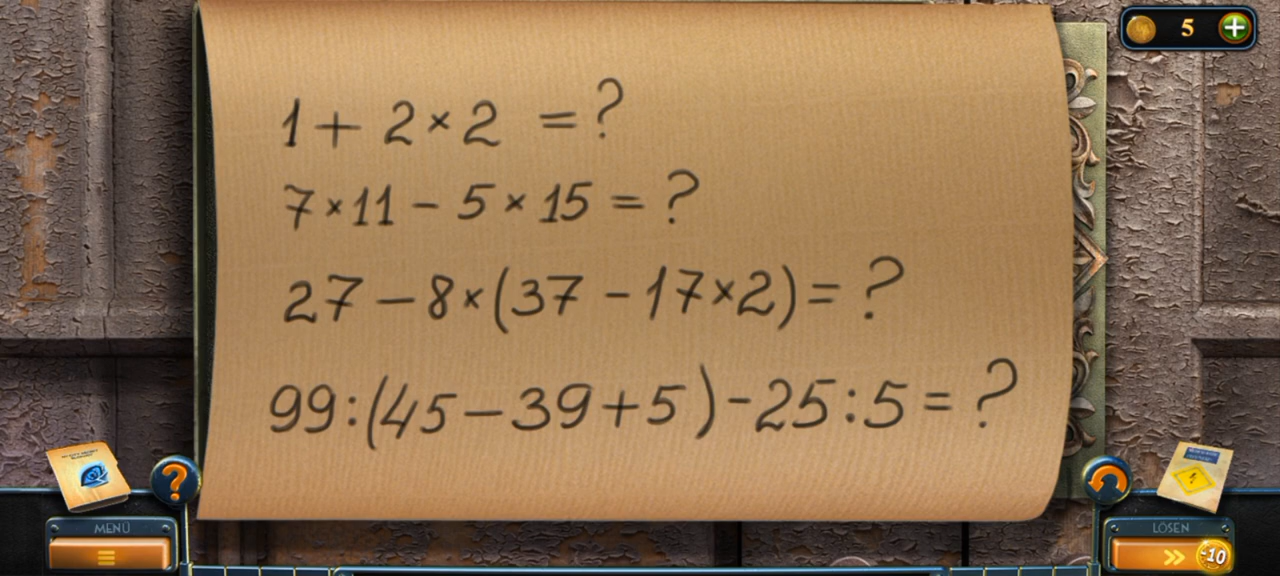 5
1 + 2 × 2 = ?
7 × 11 – 5 × 15 = ?
27 – 8 × (37 – 17 × 2) = ?
99 : (45 – 39 + 5) – 25 : 5 = ?
MENÜ
LÖSEN
-10